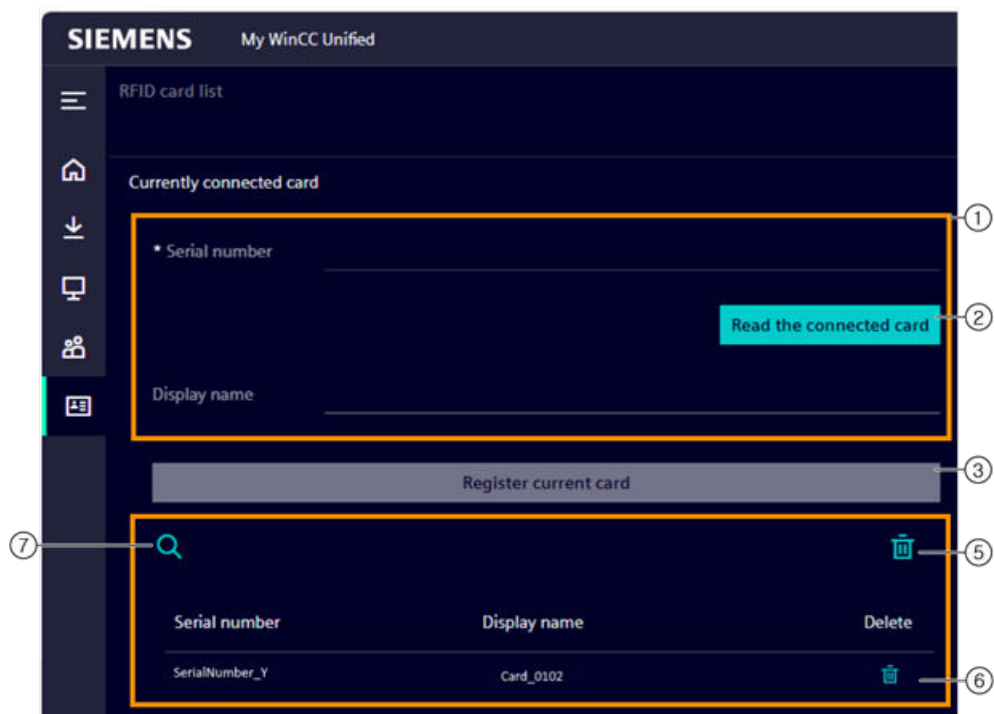 SIEMENS My WinCC Unified
RFID card list
Currently connected card
①
* Serial number
Read the connected card ②
Display name
Register current card ③
⑦ ⑤
Serial number Display name Delete
SerialNumber_Y Card_0102 ⑥